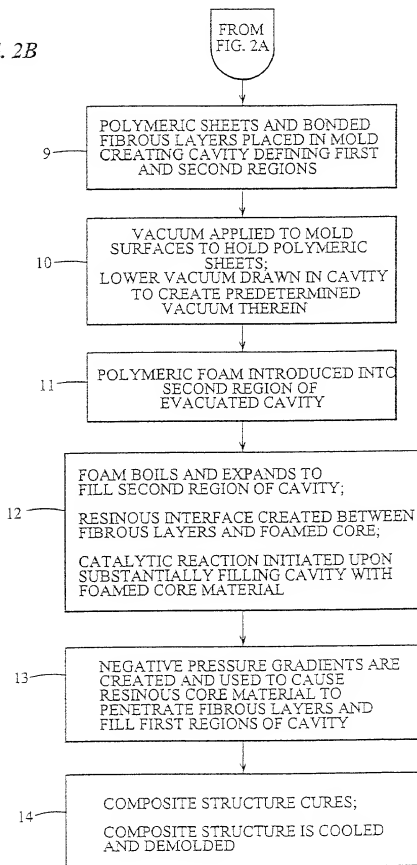 . 2B
FROM
FIG. 2A
POLYMERIC SHEETS AND BONDED
FIBROUS LAYERS PLACED IN MOLD
CREATING CAVITY DEFINING FIRST
AND SECOND REGIONS
9
VACUUM APPLIED TO MOLD
SURFACES TO HOLD POLYMERIC
SHEETS;
LOWER VACUUM DRAWN IN CAVITY
TO CREATE PREDETERMINED
VACUUM THEREIN
10
POLYMERIC FOAM INTRODUCED INTO
SECOND REGION OF
EVACUATED CAVITY
11
FOAM BOILS AND EXPANDS TO
FILL SECOND REGION OF CAVITY;
RESINOUS INTERFACE CREATED BETWEEN
FIBROUS LAYERS AND FOAMED CORE;
CATALYTIC REACTION INITIATED UPON
SUBSTANTIALLY FILLING CAVITY WITH
FOAMED CORE MATERIAL
12
NEGATIVE PRESSURE GRADIENTS ARE
CREATED AND USED TO CAUSE
RESINOUS CORE MATERIAL TO
PENETRATE FIBROUS LAYERS AND
FILL FIRST REGIONS OF CAVITY
13
COMPOSITE STRUCTURE CURES;
COMPOSITE STRUCTURE IS COOLED
AND DEMOLDED
14